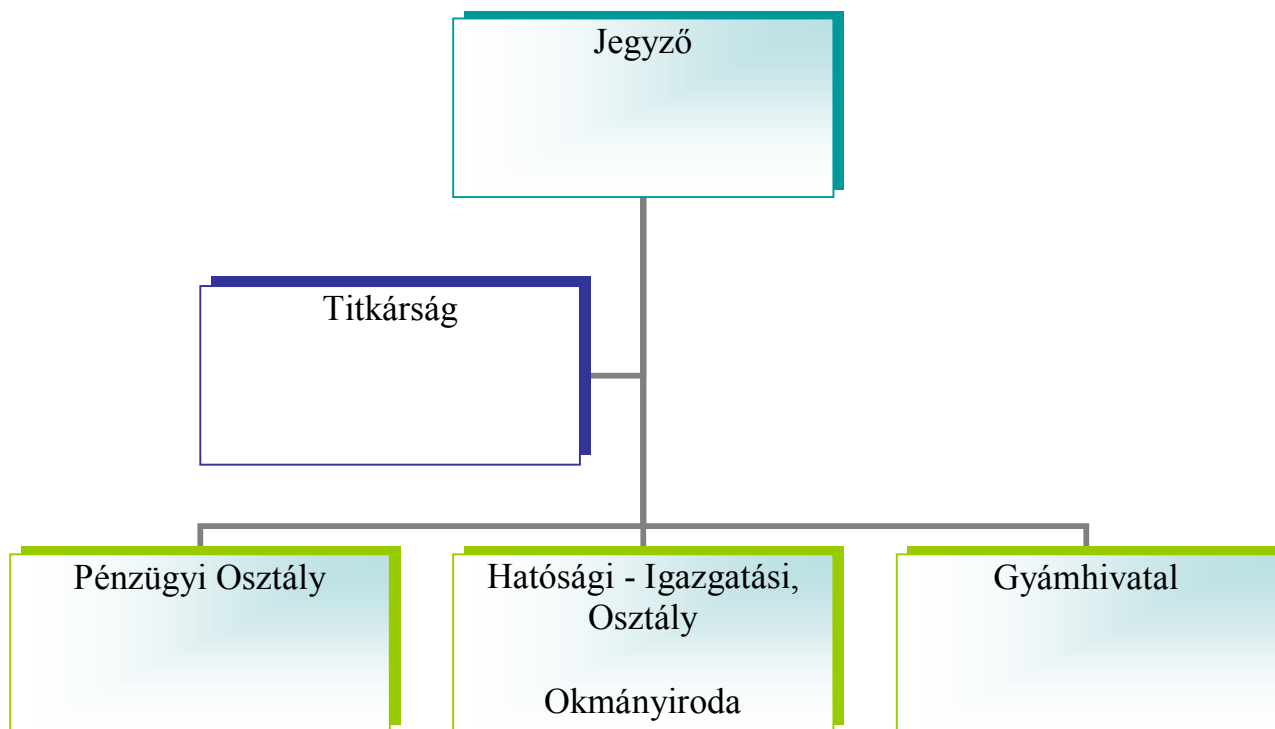 Jegyző
Titkárság
Pénzügyi Osztály
Hatósági - Igazgatási,
Osztály
Okmányiroda
Gyámhivatal